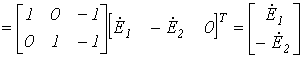 = [ 1 0 -1 ; 0 1 -1 ] [ Ė₁ -Ė₂ 0 ]ᵀ = [ Ė₁ ; -Ė₂ ]